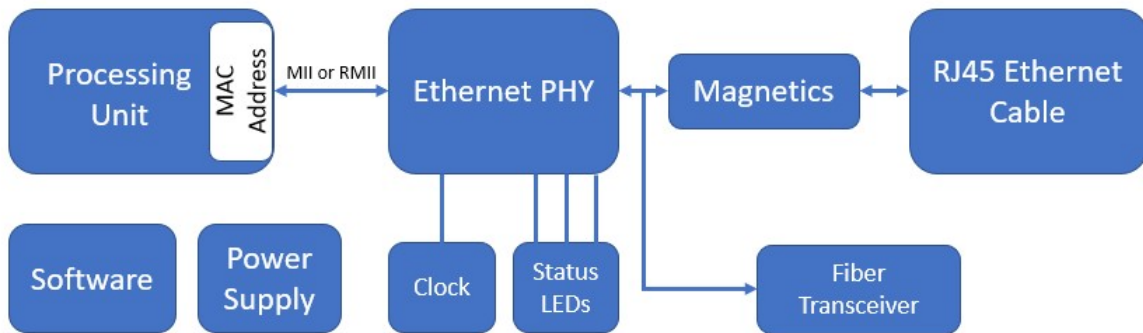 Processing
Unit
MAC
Address
MII or RMII
Ethernet PHY
Magnetics
RJ45 Ethernet
Cable
Software
Power
Supply
Clock
Status
LEDs
Fiber
Transceiver